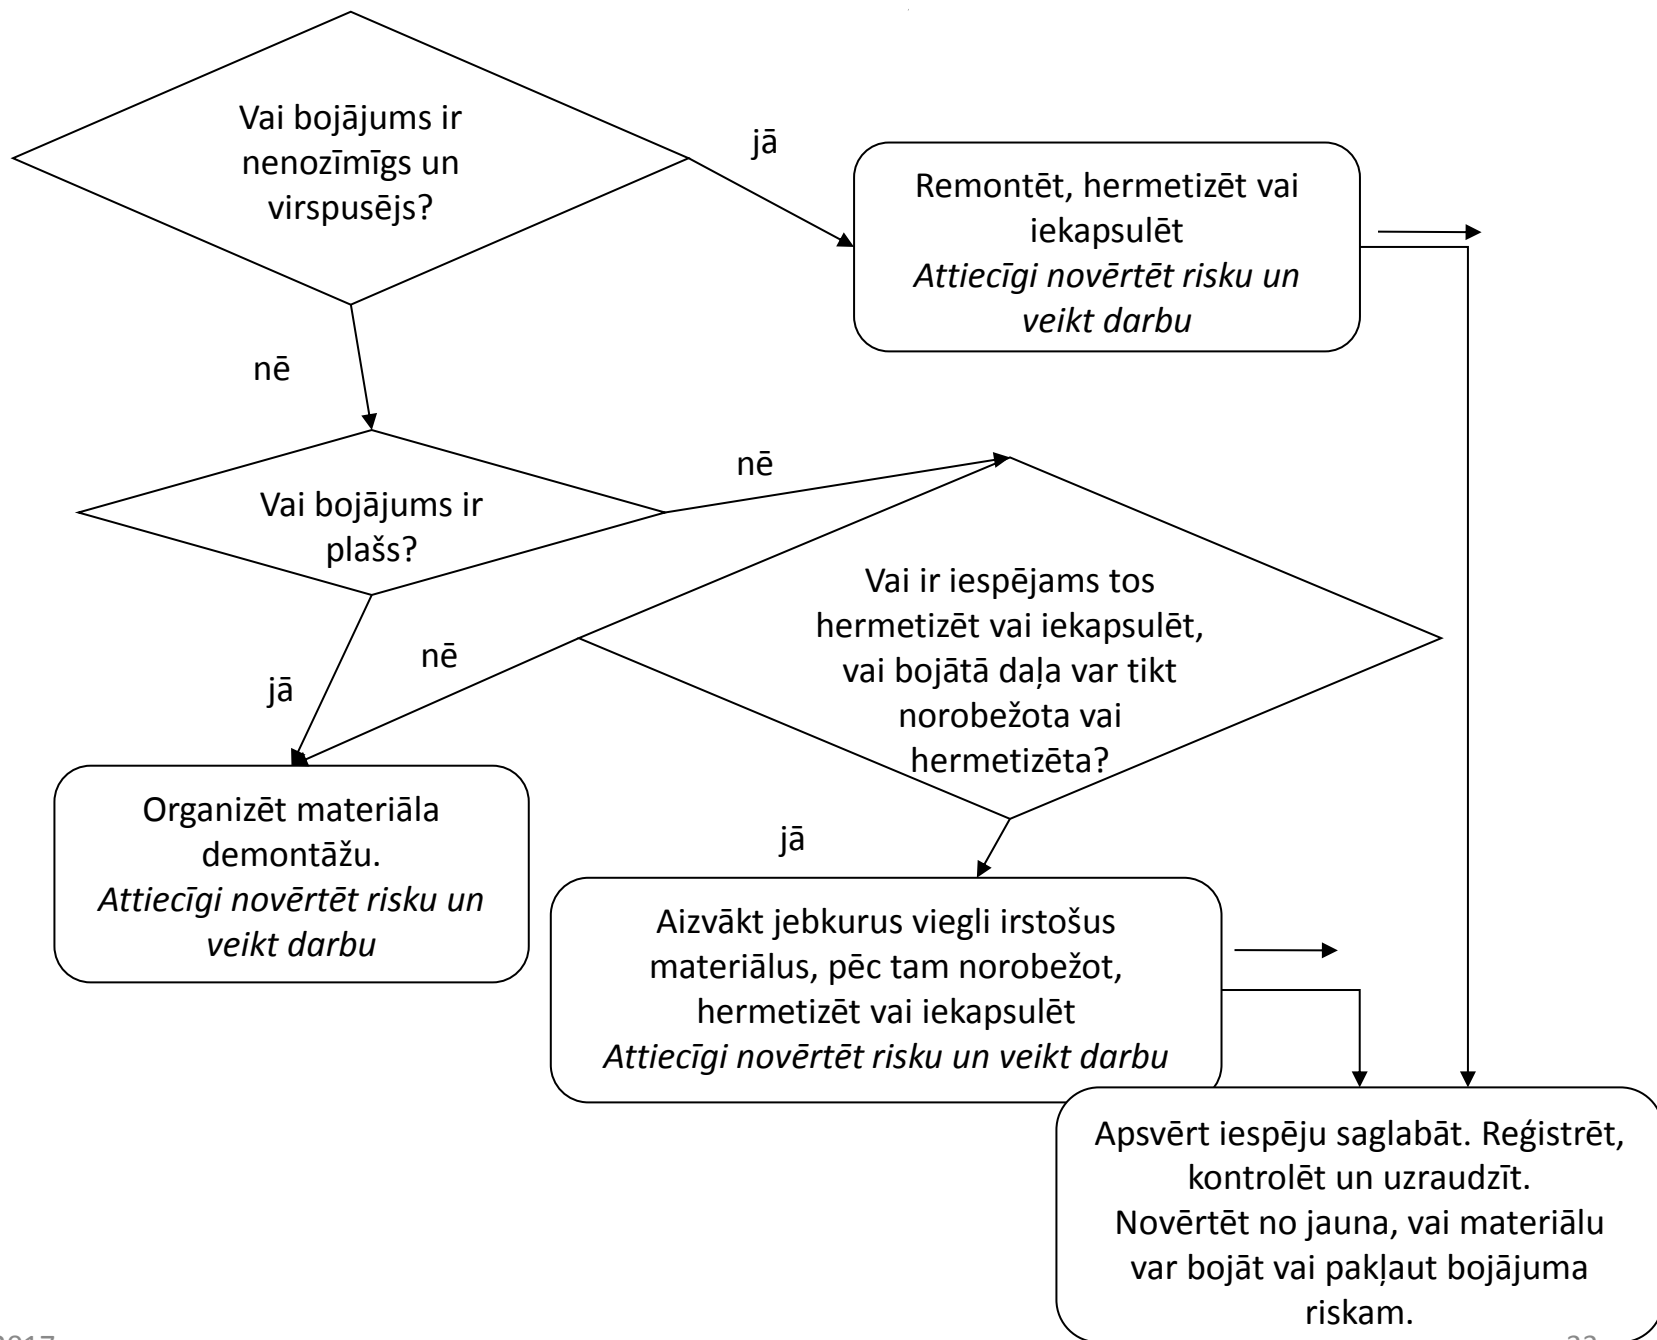 Vai bojājums ir
nenozīmīgs un
virspusējs?
jā
Remontēt, hermetizēt vai
iekapsulēt
Attiecīgi novērtēt risku un
veikt darbu
nē
Vai bojājums ir
plašs?
nē
Vai ir iespējams tos
hermetizēt vai iekapsulēt,
vai bojātā daļa var tikt
norobežota vai
hermetizēta?
nē
jā
Organizēt materiāla
demontāžu.
Attiecīgi novērtēt risku un
veikt darbu
jā
Aizvākt jebkurus viegli irstošus
materiālus, pēc tam norobežot,
hermetizēt vai iekapsulēt
Attiecīgi novērtēt risku un veikt darbu
Apsvērt iespēju saglabāt. Reģistrēt,
kontrolēt un uzraudzīt.
Novērtēt no jauna, vai materiālu
var bojāt vai pakļaut bojājuma
riskam.